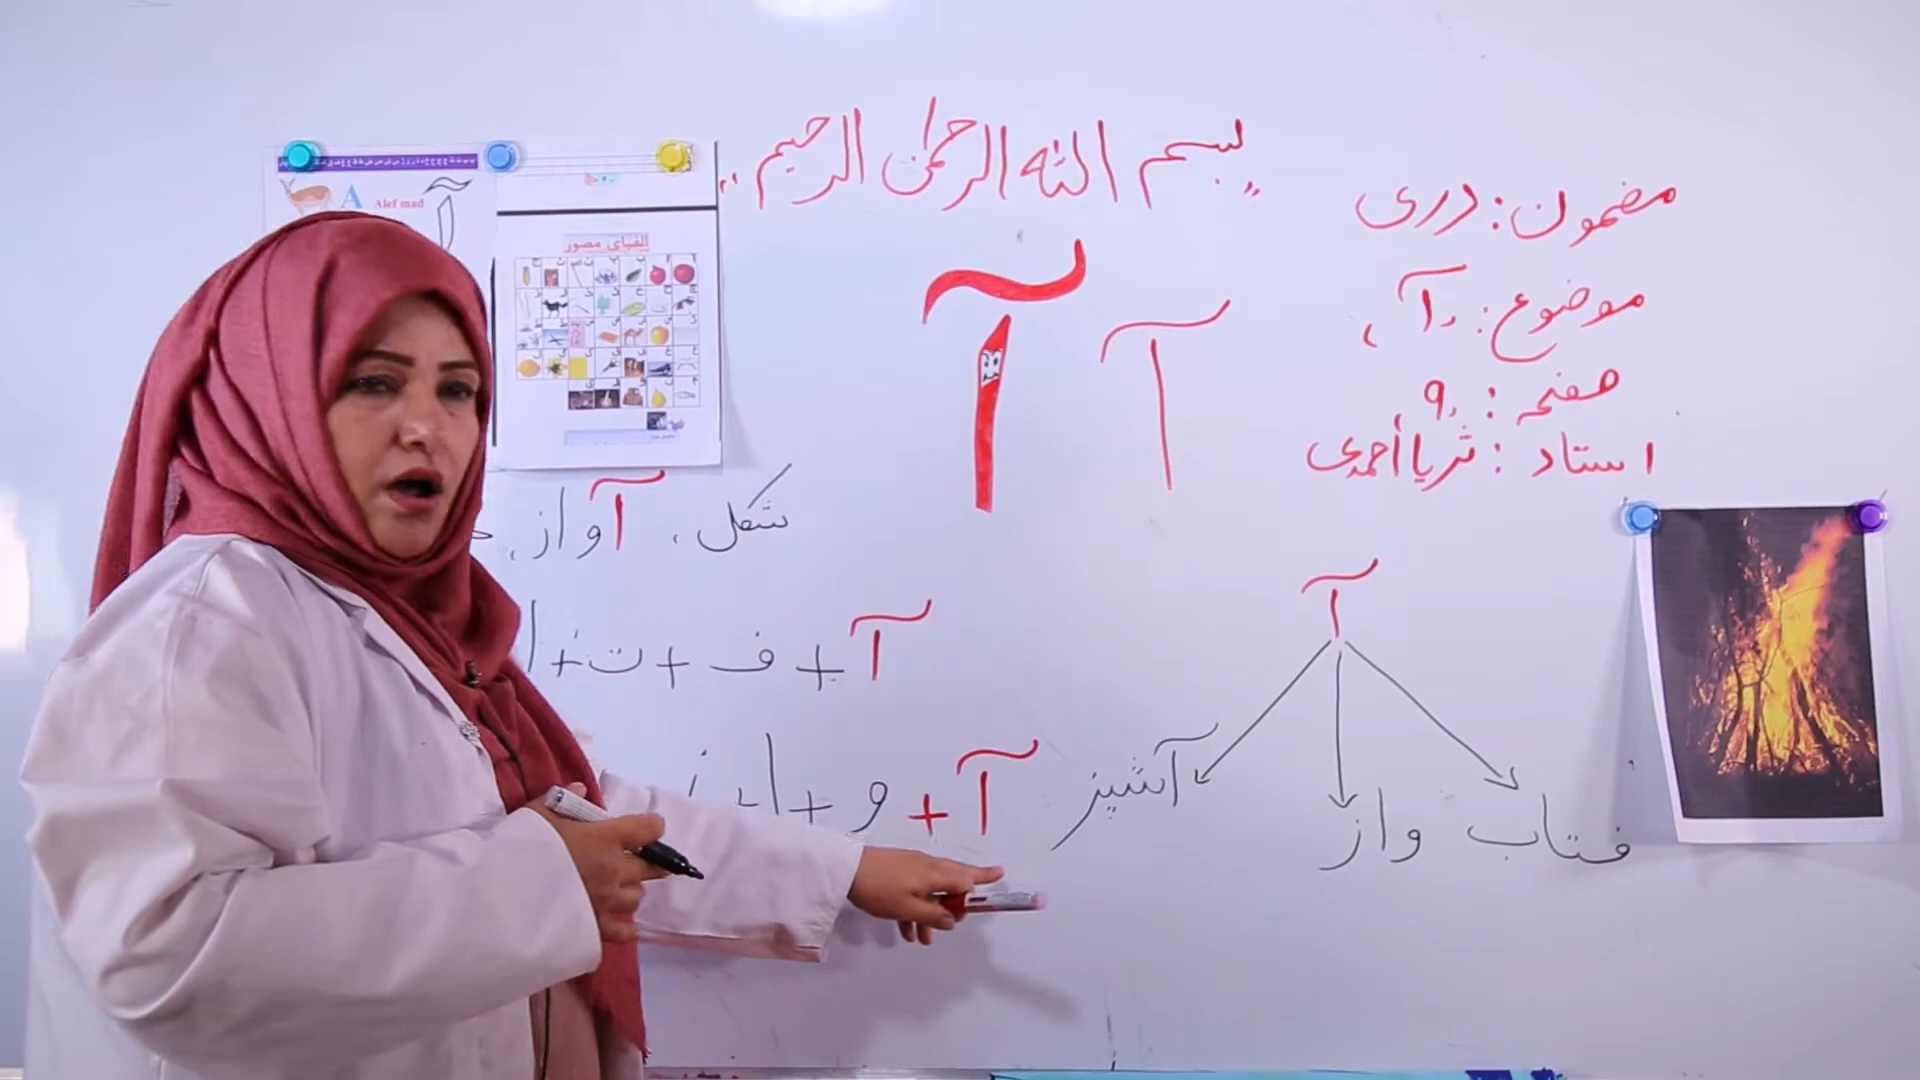 „بسم الله الرحمن الرحیم„
مضمون: دری
موضوع: ,آ,
صفحه: ,۹,
استاد: ثریا احمدی
آ آ
A Alef mad آ
الفبای مصور
شکل، آواز،
آ + ف + ت + ا
آ + و + ا + ز
آ
فتاب واز آشپز